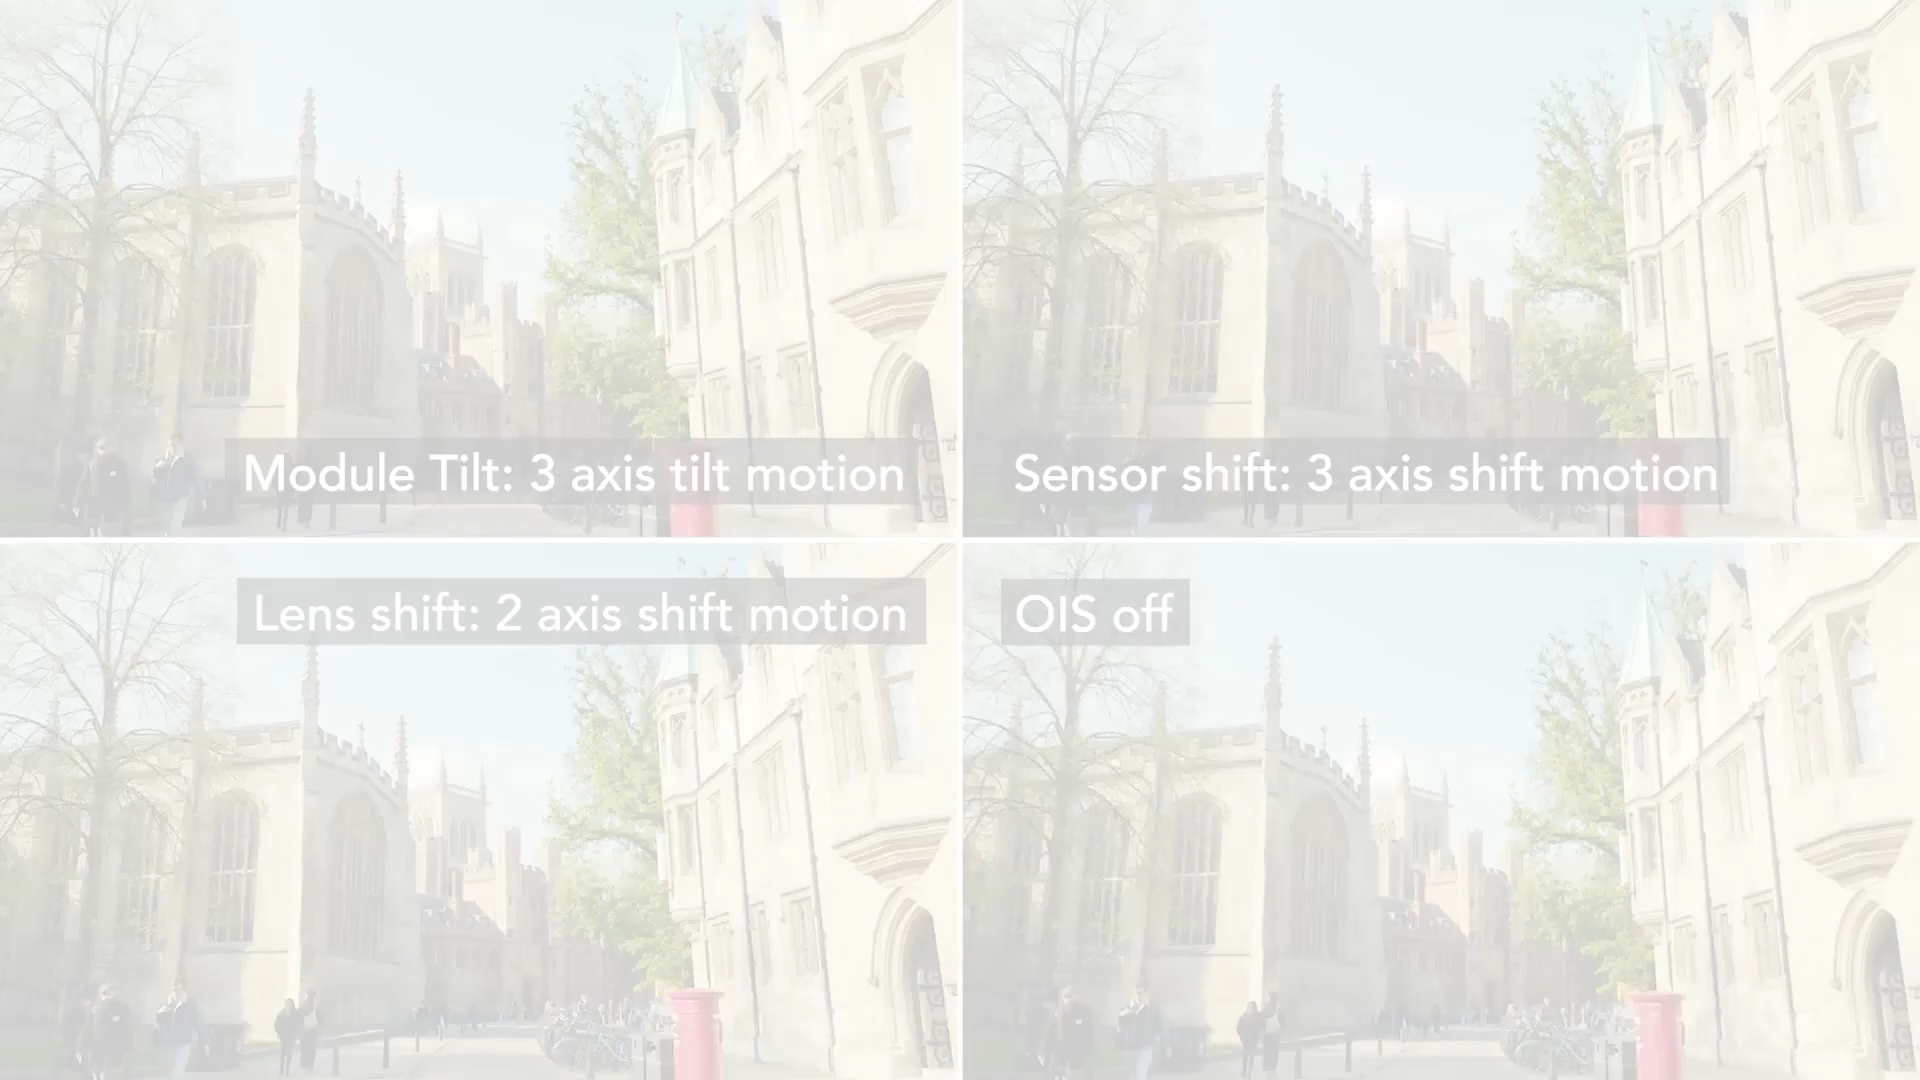 Module Tilt: 3 axis tilt motion
Sensor shift: 3 axis shift motion
Lens shift: 2 axis shift motion
OIS off